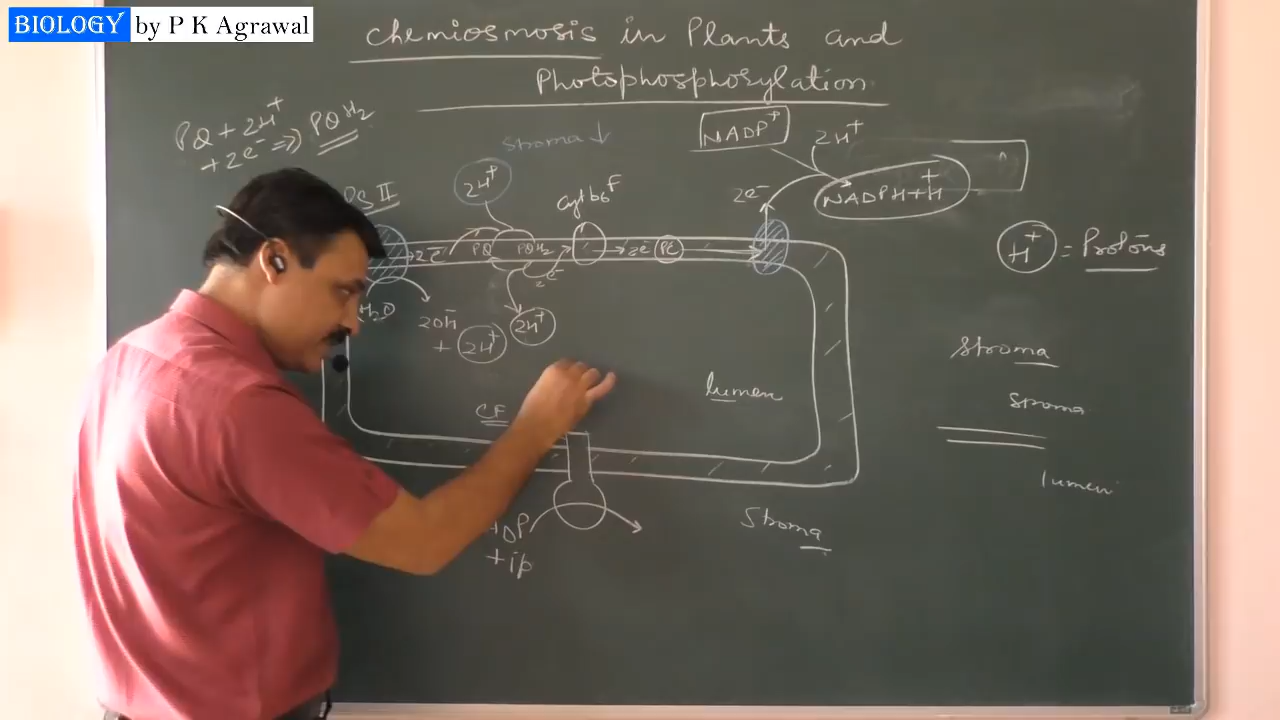 BIOLOGY by P K Agrawal
Chemiosmosis in Plants and
Photophosphorylation
PQ + 2H+
+ 2e- => PQH2
Stroma ↓
NADP+
2H+
PS II
2H+
Cyt b6 F
2e-
NADPH+H+
2e-
PQ
PQH2
2e
PC
H+ = Protons
2e-
H2O
2OH-
+ 2H+
2H+
Stroma
lumen
Stroma
CF
lumen
Stroma
ADP
+ip